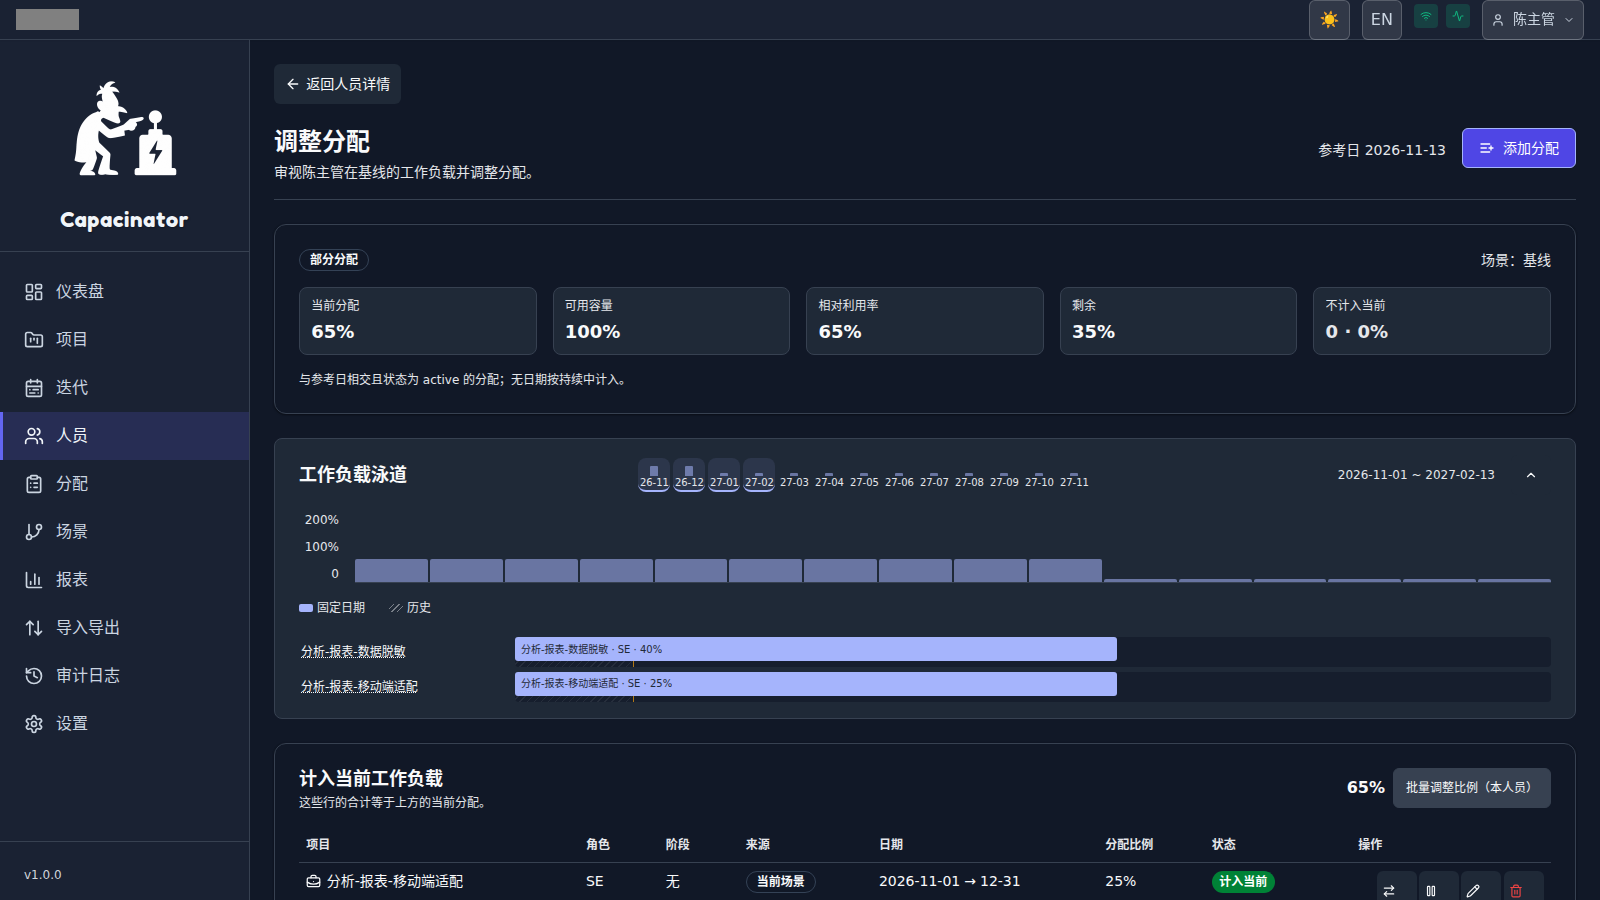 EN
陈主管
Capacinator
仪表盘
项目
迭代
人员
分配
场景
报表
导入导出
审计日志
设置
v1.0.0
返回人员详情
调整分配
审视陈主管在基线的工作负载并调整分配。
参考日 2026-11-13
添加分配
部分分配
场景：基线
当前分配
65%
可用容量
100%
相对利用率
65%
剩余
35%
不计入当前
0 · 0%
与参考日相交且状态为 active 的分配；无日期按持续中计入。
工作负载泳道
26-11 26-12 27-01 27-02 27-03 27-04 27-05 27-06 27-07 27-08 27-09 27-10 27-11
2026-11-01 ~ 2027-02-13
200%
100%
0
固定日期 历史
分析-报表-数据脱敏 分析-报表-数据脱敏 · SE · 40%
分析-报表-移动端适配 分析-报表-移动端适配 · SE · 25%
计入当前工作负载
这些行的合计等于上方的当前分配。
65% 批量调整比例（本人员）
项目 角色 阶段 来源 日期 分配比例 状态 操作
分析-报表-移动端适配 SE 无 当前场景 2026-11-01 → 12-31 25% 计入当前